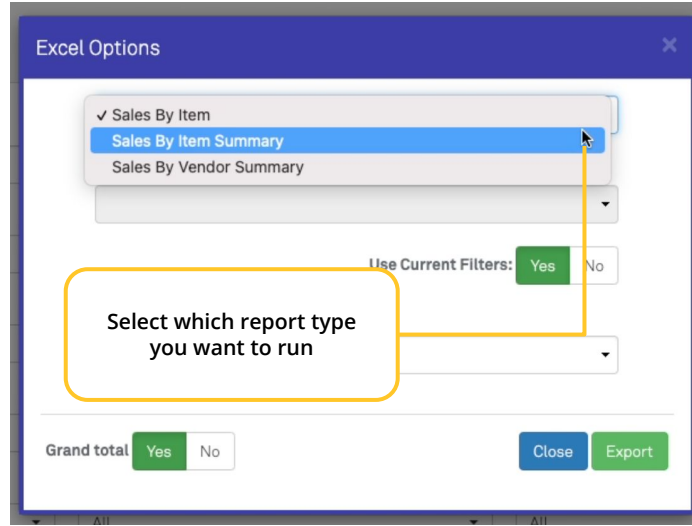 Excel Options
×
✓ Sales By Item
Sales By Item Summary
Sales By Vendor Summary
Use Current Filters: Yes No
Select which report type
you want to run
Grand total Yes No Close Export
All All